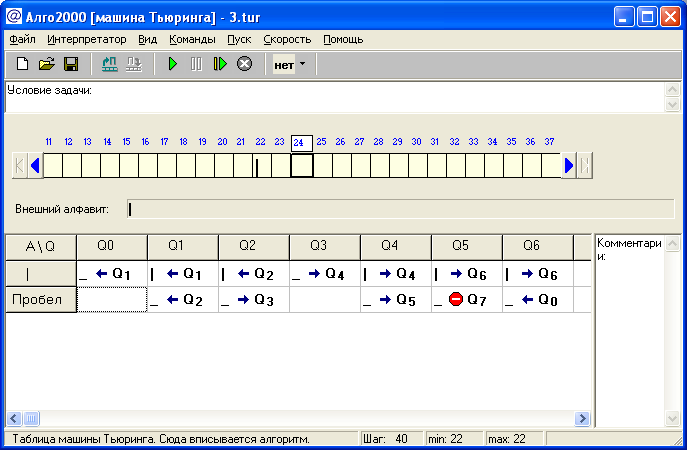 Алго2000 [машина Тьюринга] - 3.tur
Файл Интерпретатор Вид Команды Пуск Скорость Помощь
нет
Условие задачи:
11 12 13 14 15 16 17 18 19 20 21 22 23 24 25 26 27 28 29 30 31 32 33 34 35 36 37
|
Внешний алфавит: |
A \ Q Q0 Q1 Q2 Q3 Q4 Q5 Q6
| _ ← Q1 | ← Q1 | ← Q2 _ → Q4 | → Q4 | → Q6 | → Q6
Пробел _ ← Q2 _ → Q3 _ → Q5 _ Q7 _ ← Q0
Комментари
и:
Таблица машины Тьюринга. Сюда вписывается алгоритм. Шаг: 40 min: 22 max: 22